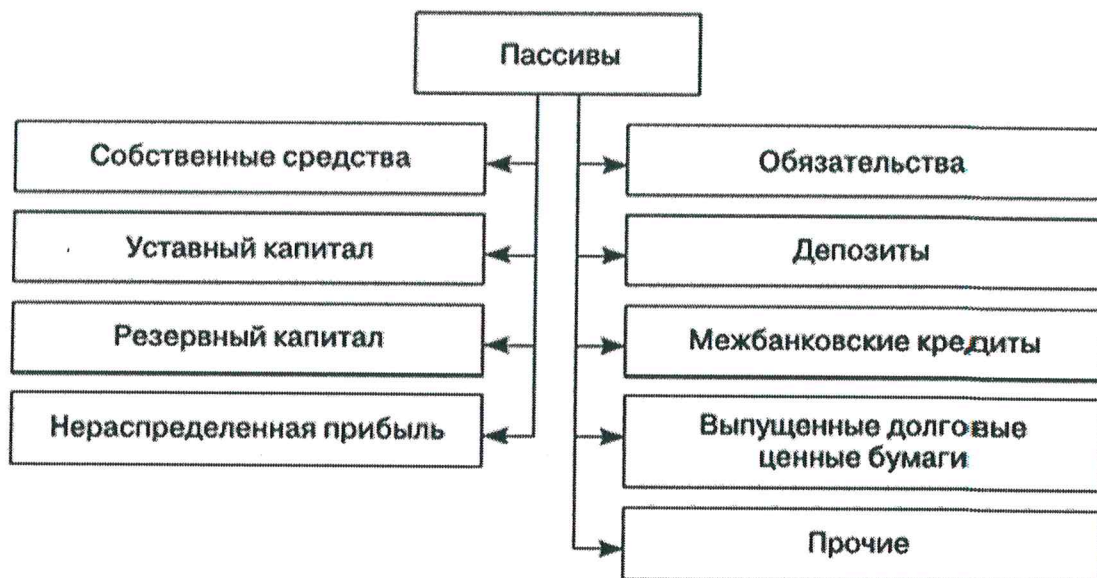 Пассивы
Собственные средства
Уставный капитал
Резервный капитал
Нераспределенная прибыль
Обязательства
Депозиты
Межбанковские кредиты
Выпущенные долговые
ценные бумаги
Прочие